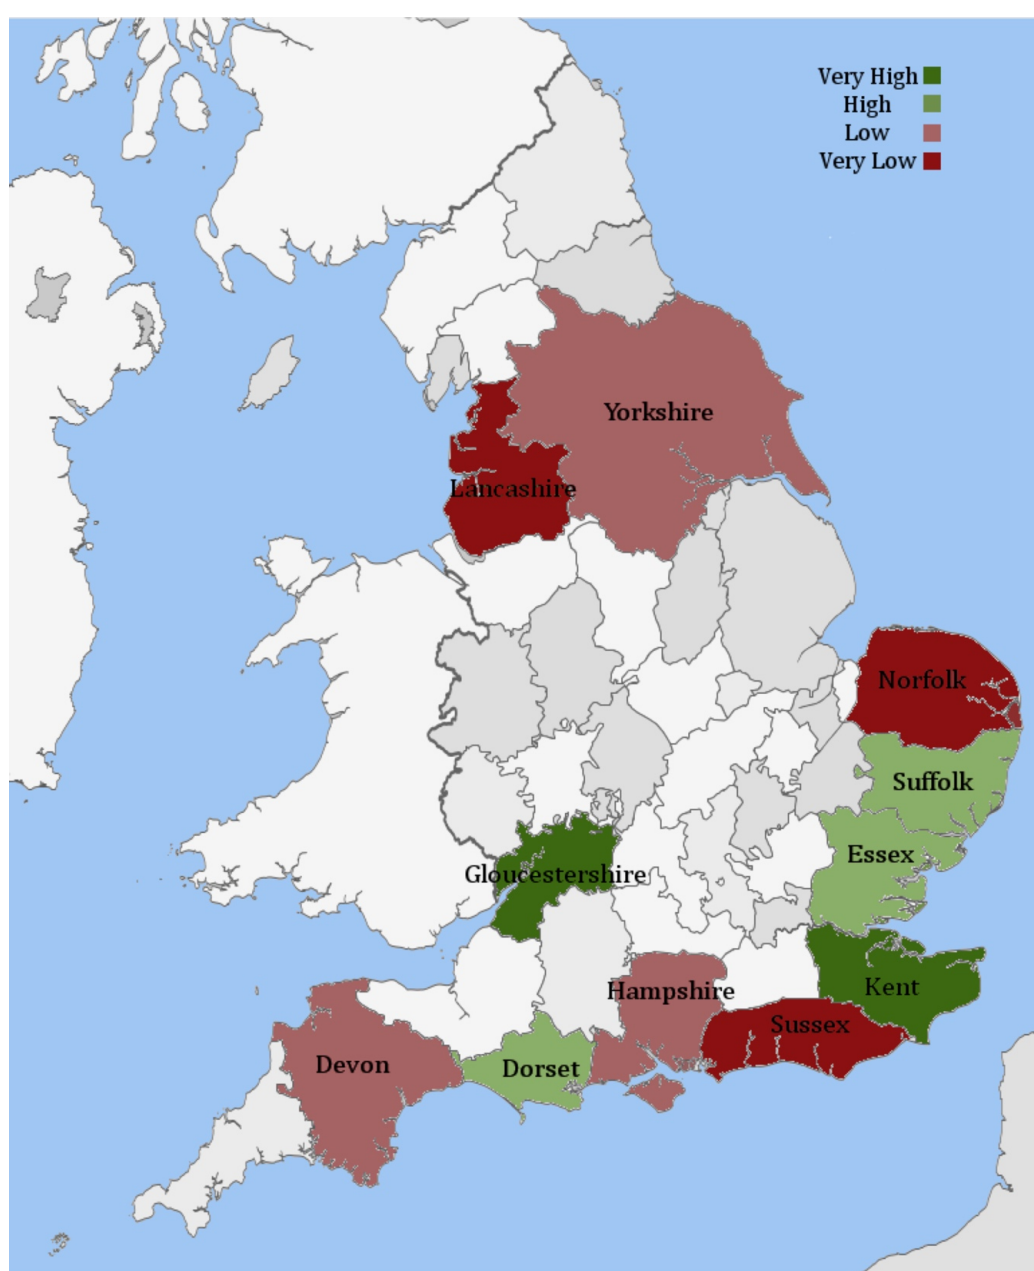 Very High
High
Low
Very Low
Yorkshire
Lancashire
Norfolk
Suffolk
Essex
Gloucestershire
Kent
Hampshire
Sussex
Devon
Dorset